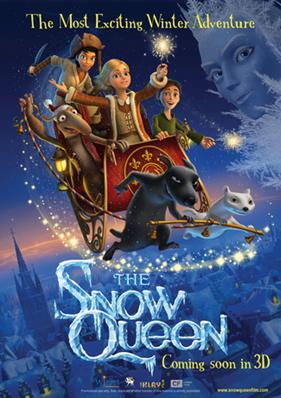 The Most Exciting Winter Adventure
THE
SNOW
QUEEN
Coming soon in 3D
www.snowqueenfilm.com